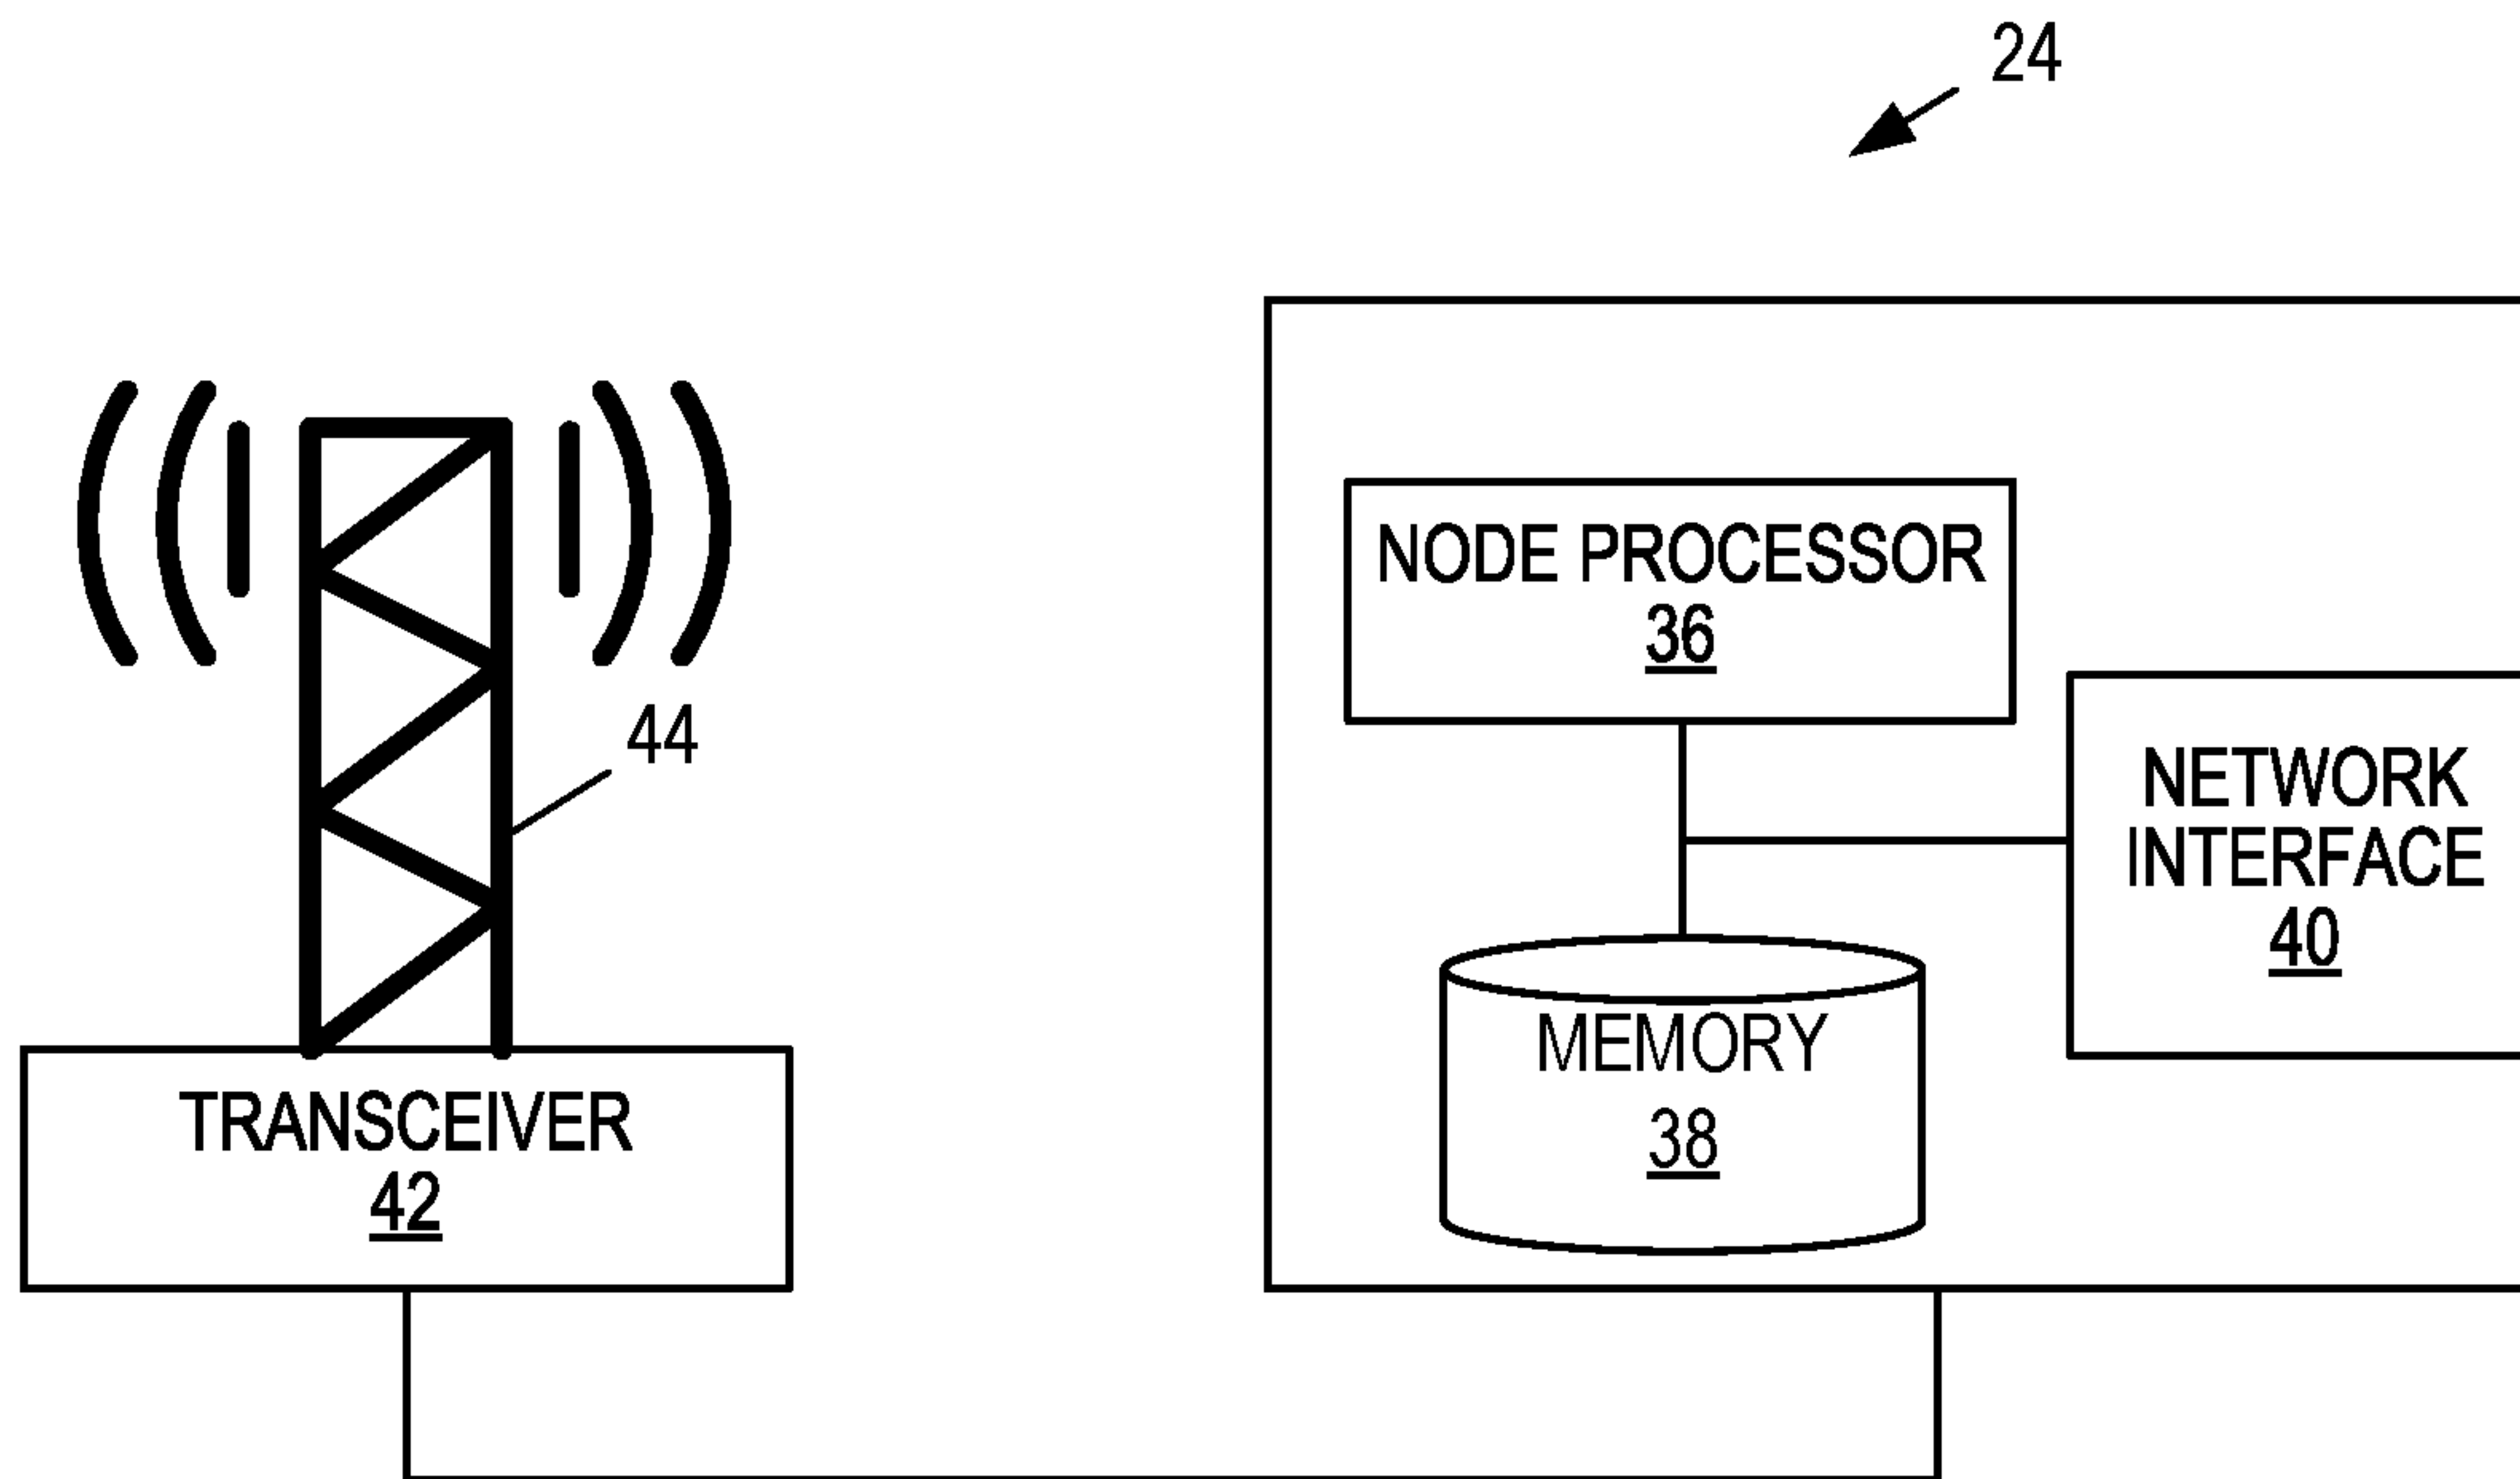 24
NODE PROCESSOR
36
44
NETWORK
INTERFACE
40
MEMORY
38
TRANSCEIVER
42